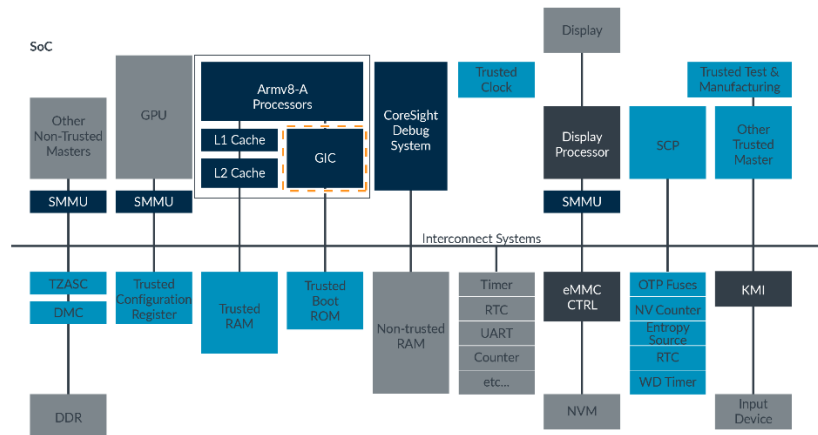 SoC
Other
Non-Trusted
Masters
SMMU
GPU
SMMU
Armv8-A
Processors
L1 Cache
L2 Cache
GIC
CoreSight
Debug
System
Trusted
Clock
Display
Display
Processor
SMMU
SCP
Trusted Test &
Manufacturing
Other
Trusted
Master
Interconnect Systems
TZASC
DMC
DDR
Trusted
Configuration
Register
Trusted
RAM
Trusted
Boot
ROM
Non-trusted
RAM
Timer
RTC
UART
Counter
etc...
eMMC
CTRL
NVM
OTP Fuses
NV Counter
Entropy
Source
RTC
WD Timer
KMI
Input
Device